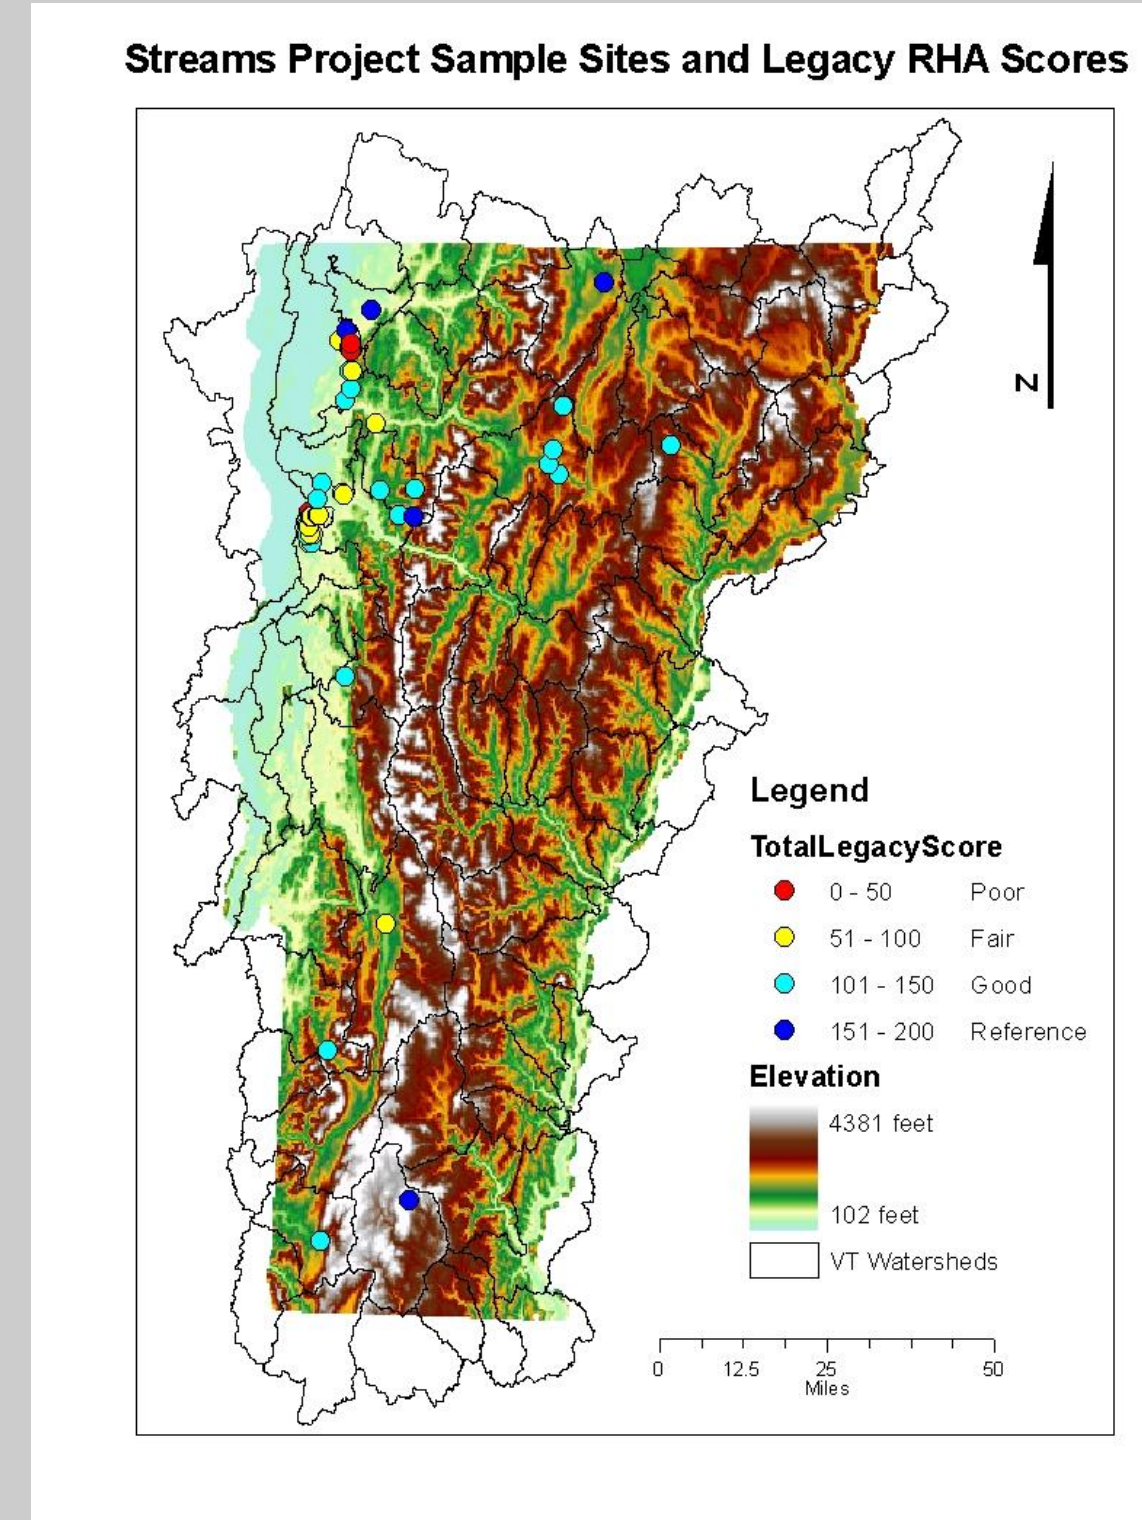 Streams Project Sample Sites and Legacy RHA Scores
N
Legend
TotalLegacyScore
0 - 50 Poor
51 - 100 Fair
101 - 150 Good
151 - 200 Reference
Elevation
4381 feet
102 feet
VT Watersheds
0 12.5 25 50
Miles